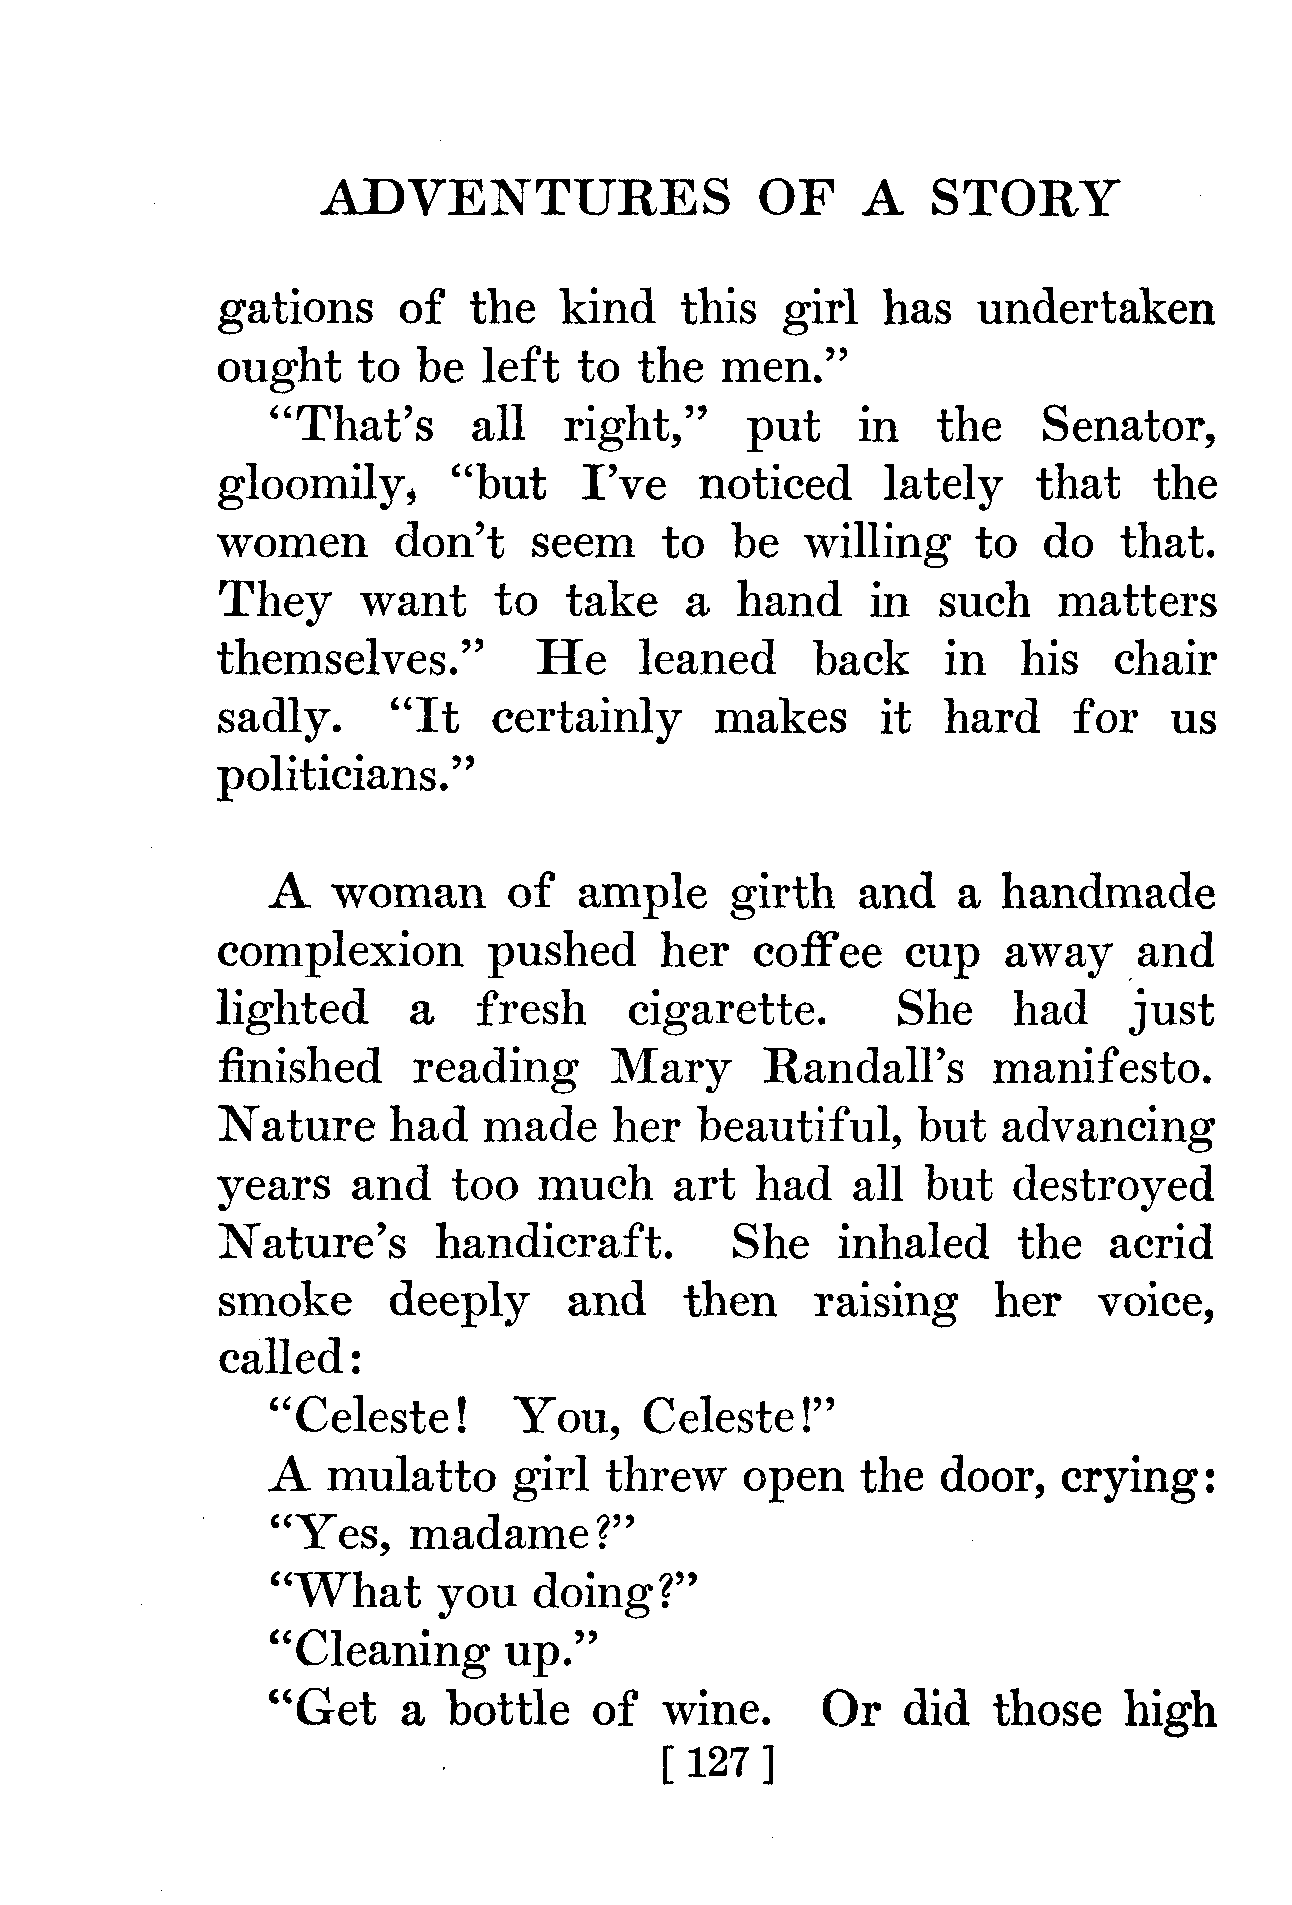 ADVENTURES OF A STORY
gations of the kind this girl has undertaken
ought to be left to the men.”
“That’s all right,” put in the Senator,
gloomily, “but I’ve noticed lately that the
women don’t seem to be willing to do that.
They want to take a hand in such matters
themselves.” He leaned back in his chair
sadly. “It certainly makes it hard for us
politicians.”
A woman of ample girth and a handmade
complexion pushed her coffee cup away and
lighted a fresh cigarette. She had just
finished reading Mary Randall’s manifesto.
Nature had made her beautiful, but advancing
years and too much art had all but destroyed
Nature’s handicraft. She inhaled the acrid
smoke deeply and then raising her voice,
called:
“Celeste! You, Celeste!”
A mulatto girl threw open the door, crying:
“Yes, madame?”
“What you doing?”
“Cleaning up.”
“Get a bottle of wine. Or did those high
[ 127 ]